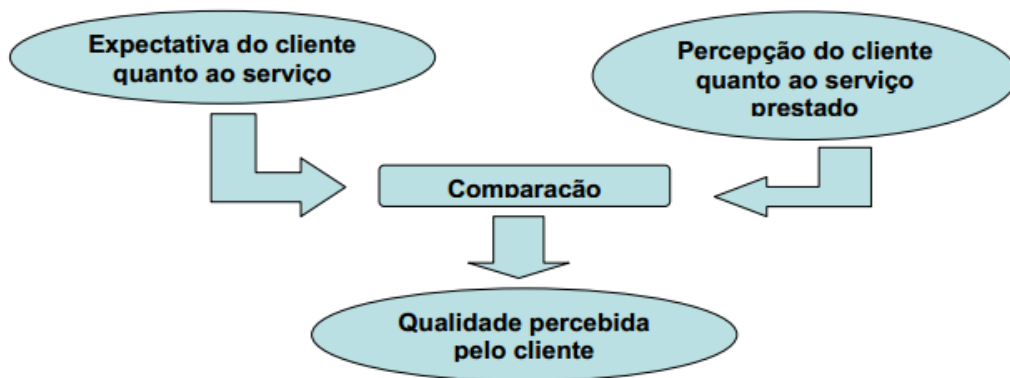 Expectativa do cliente
quanto ao serviço
Percepção do cliente
quanto ao serviço
prestado
Comparação
Qualidade percebida
pelo cliente